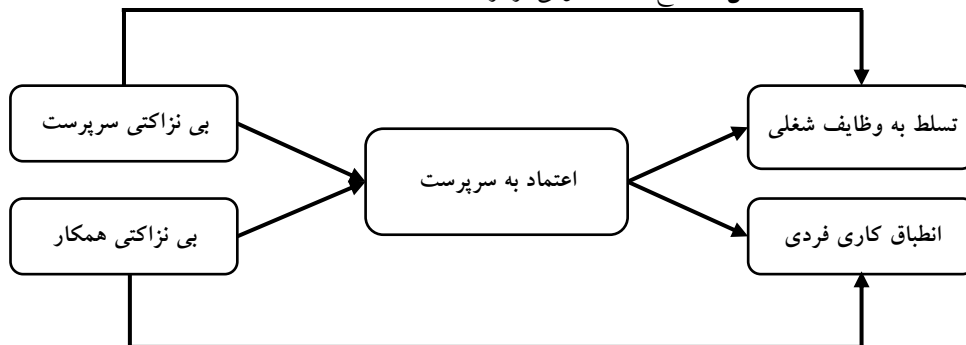 بی نزاکتی سرپرست
تسلط به وظایف شغلی
اعتماد به سرپرست
بی نزاکتی همکار
انطباق کاری فردی